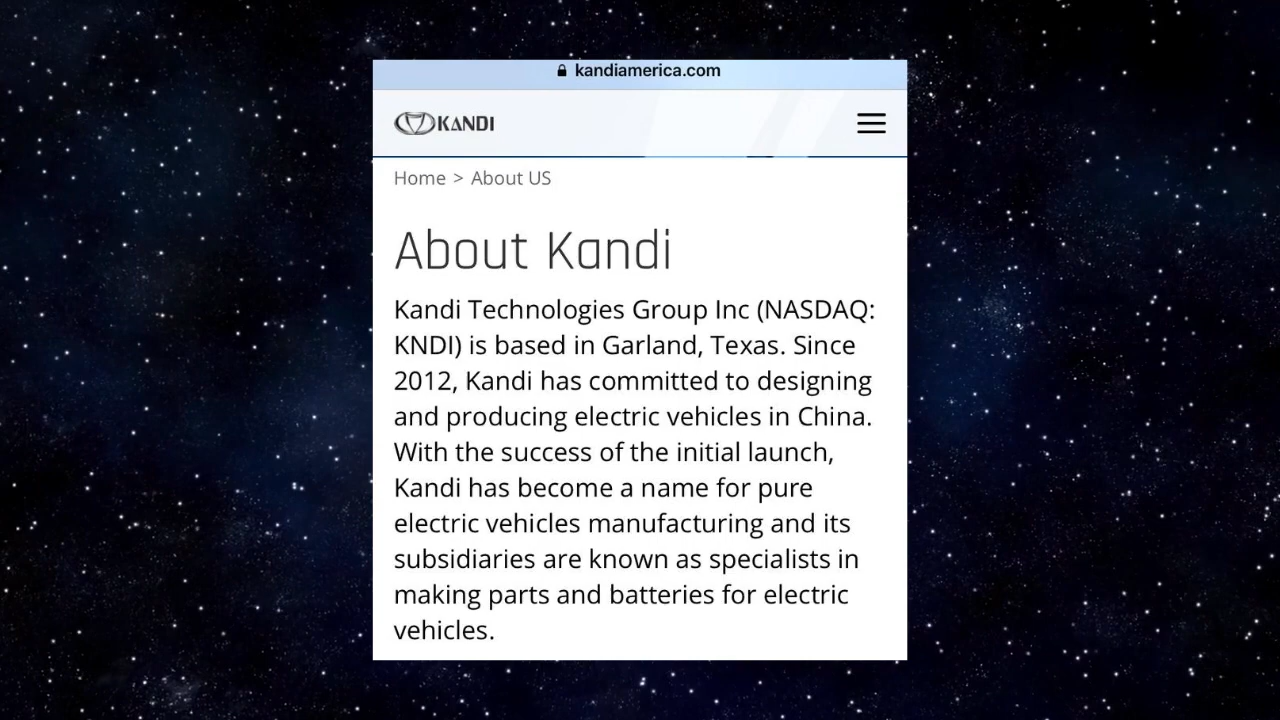 kandiamerica.com
KANDI
Home > About US
About Kandi
Kandi Technologies Group Inc (NASDAQ:
KNDI) is based in Garland, Texas. Since
2012, Kandi has committed to designing
and producing electric vehicles in China.
With the success of the initial launch,
Kandi has become a name for pure
electric vehicles manufacturing and its
subsidiaries are known as specialists in
making parts and batteries for electric
vehicles.